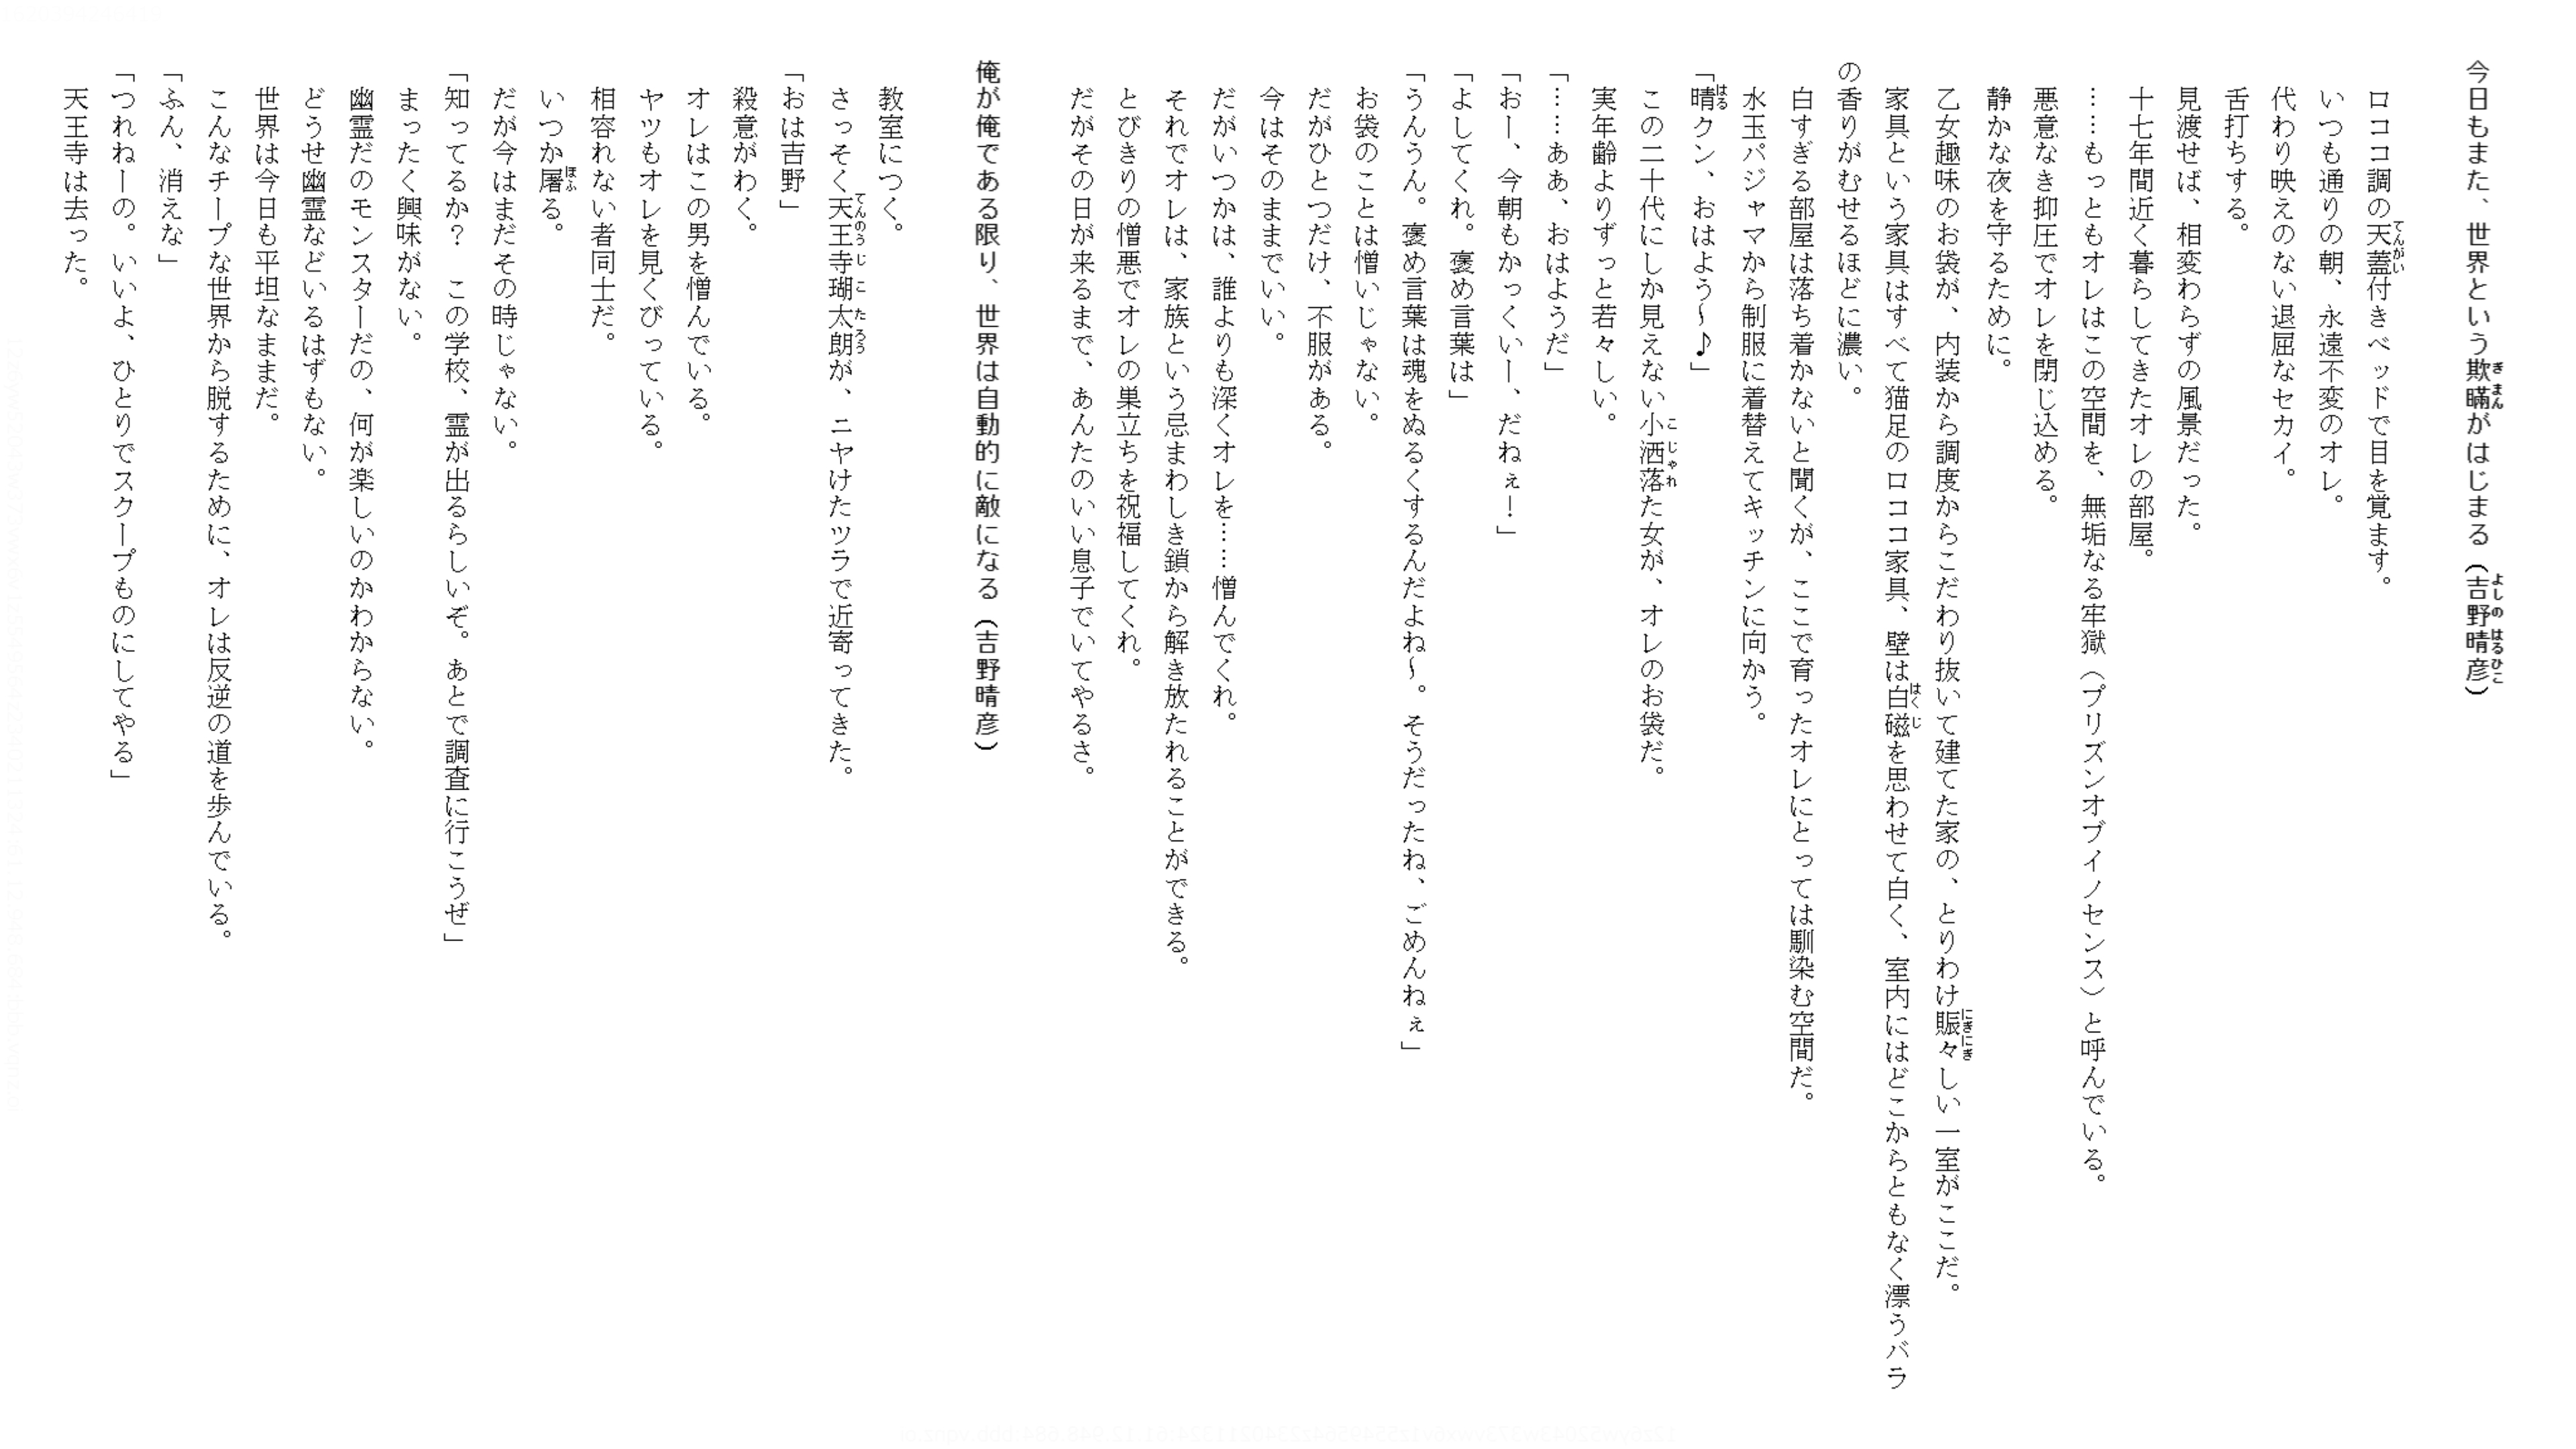 今日もまた、世界という欺瞞がはじまる（吉野晴彦）
ロココ調の天蓋付きベッドで目を覚ます。
いつも通りの朝、永遠不変のオレ。
代わり映えのない退屈なセカイ。
舌打ちする。
見渡せば、相変わらずの風景だった。
十七年間近く暮らしてきたオレの部屋。
……もっともオレはこの空間を、無垢なる牢獄（プリズンオブイノセンス）と呼んでいる。
悪意なき抑圧でオレを閉じ込める。
静かな夜を守るために。
乙女趣味のお袋が、内装から調度からこだわり抜いて建てた家の、とりわけ賑々しい一室がここだ。
家具という家具はすべて猫足のロココ家具、壁は白磁を思わせて白く、室内にはどこからともなく漂うバラ
の香りがむせるほどに濃い。
白すぎる部屋は落ち着かないと聞くが、ここで育ったオレにとっては馴染む空間だ。
水玉パジャマから制服に着替えてキッチンに向かう。
「晴クン、おはよう〜♪」
この二十代にしか見えない小洒落た女が、オレのお袋だ。
実年齢よりずっと若々しい。
「……ああ、おはようだ」
「おー、今朝もかっくいー、だねぇ！」
「よしてくれ。褒め言葉は」
「うんうん。褒め言葉は魂をぬるくするんだよね〜。そうだったね、ごめんねぇ」
お袋のことは憎いじゃない。
だがひとつだけ、不服がある。
今はそのままでいい。
だがいつかは、誰よりも深くオレを……憎んでくれ。
それでオレは、家族という忌まわしき鎖から解き放たれることができる。
とびきりの憎悪でオレの巣立ちを祝福してくれ。
だがその日が来るまで、あんたのいい息子でいてやるさ。
俺が俺である限り、世界は自動的に敵になる（吉野晴彦）
教室につく。
さっそく天王寺瑚太朗が、ニヤけたツラで近寄ってきた。
「おは吉野」
殺意がわく。
オレはこの男を憎んでいる。
ヤツもオレを見くびっている。
相容れない者同士だ。
いつか屠る。
だが今はまだその時じゃない。
「知ってるか？　この学校、霊が出るらしいぞ。あとで調査に行こうぜ」
まったく興味がない。
幽霊だのモンスターだの、何が楽しいのかわからない。
どうせ幽霊などいるはずもない。
世界は今日も平坦なままだ。
こんなチープな世界から脱するために、オレは反逆の道を歩んでいる。
「ふん、消えな」
「つれねーの。いいよ、ひとりでスクープものにしてやる」
天王寺は去った。